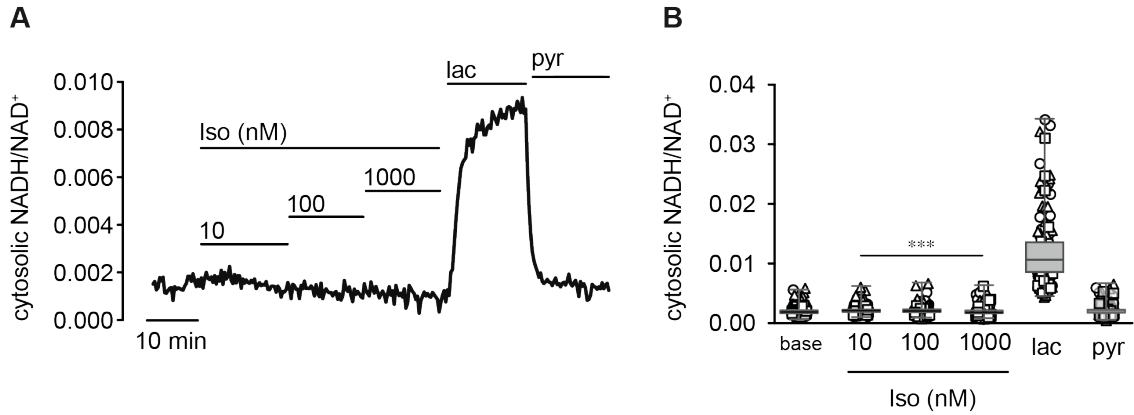 A
cytosolic NADH/NAD⁺
0.010
0.008
0.006
0.004
0.002
0.000
Iso (nM)
10
100
1000
lac
pyr
10 min
B
cytosolic NADH/NAD⁺
0.04
0.03
0.02
0.01
0.00
***
base 10 100 1000 lac pyr
Iso (nM)